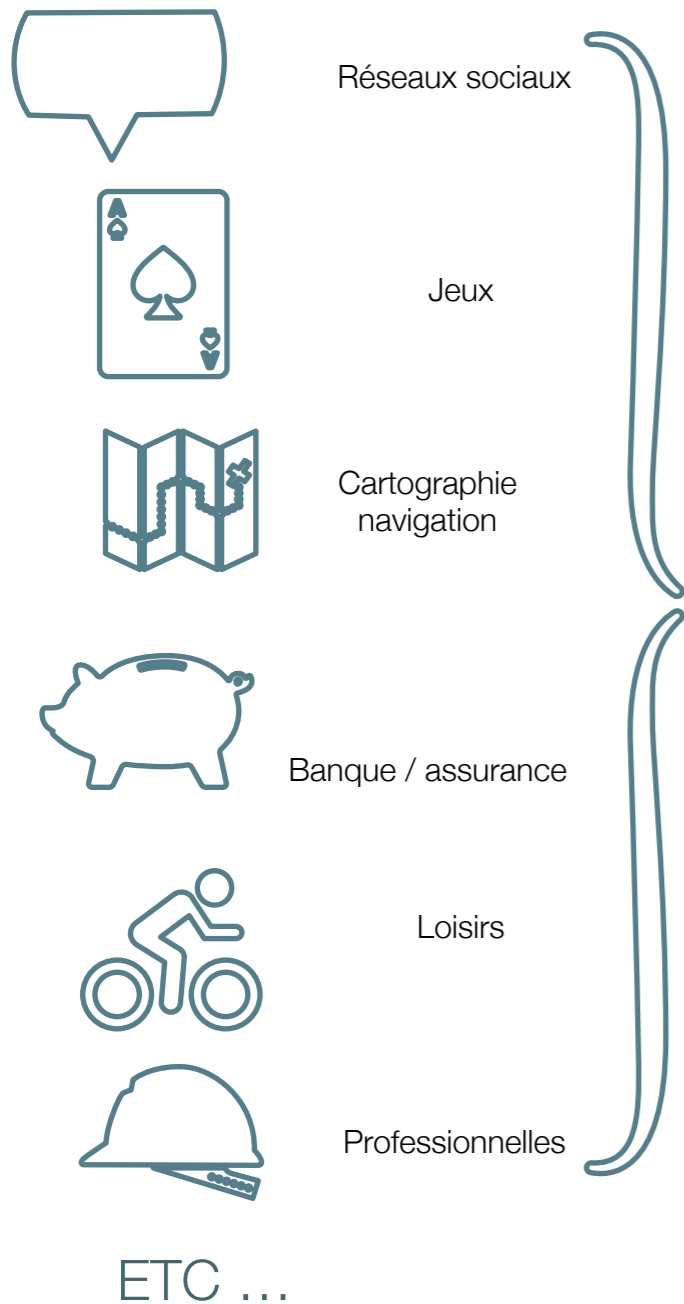 Réseaux sociaux
A
Jeux
A
Cartographie
navigation
Banque / assurance
Loisirs
Professionnelles
ETC ...